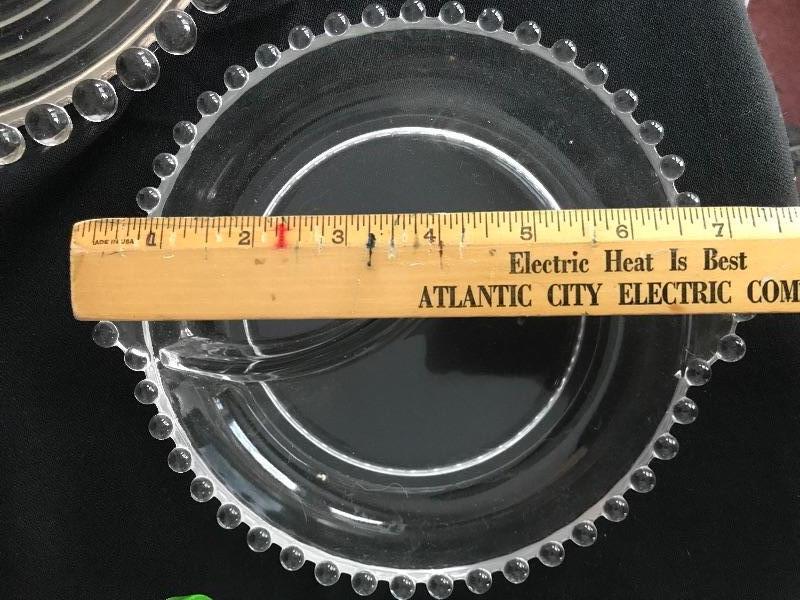 MADE IN USA 1 2 3 4 5 6 7
Electric Heat Is Best
ATLANTIC CITY ELECTRIC COM